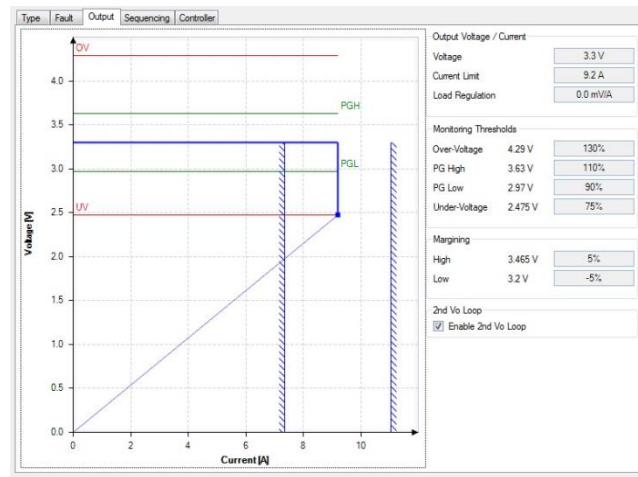 Type Fault Output Sequencing Controller
OV
PGH
PGL
UV
4.0
3.5
3.0
2.5
2.0
1.5
1.0
0.5
0.0
Voltage [V]
0 2 4 6 8 10
Current [A]
Output Voltage / Current
Voltage 3.3 V
Current Limit 9.2 A
Load Regulation 0.0 mV/A
Monitoring Thresholds
Over-Voltage 4.29 V 130%
PG High 3.63 V 110%
PG Low 2.97 V 90%
Under-Voltage 2.475 V 75%
Margining
High 3.465 V 5%
Low 3.2 V -5%
2nd Vo Loop
Enable 2nd Vo Loop